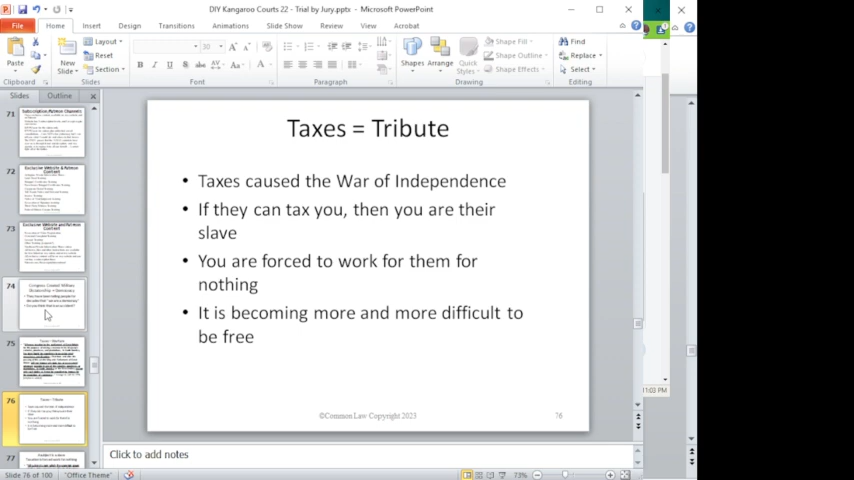 DIY Kangaroo Courts 22 - Trial by Jury.pptx - Microsoft PowerPoint
File Home Insert Design Transitions Animations Slide Show Review View Acrobat
Paste
New Slide
Layout
Reset
Section
Shapes
Arrange
Quick Styles
Shape Fill
Shape Outline
Shape Effects
Find
Replace
Select
Clipboard Slides Font Paragraph Drawing Editing
Slides Outline
71
72
73
74
75
76
Taxes = Tribute
77
Taxes = Tribute
• Taxes caused the War of Independence
• If they can tax you, then you are their
slave
• You are forced to work for them for
nothing
• It is becoming more and more difficult to
be free
©Common Law Copyright 2023
76
11:03 PM
Click to add notes
Slide 76 of 100 "Office Theme" 73%